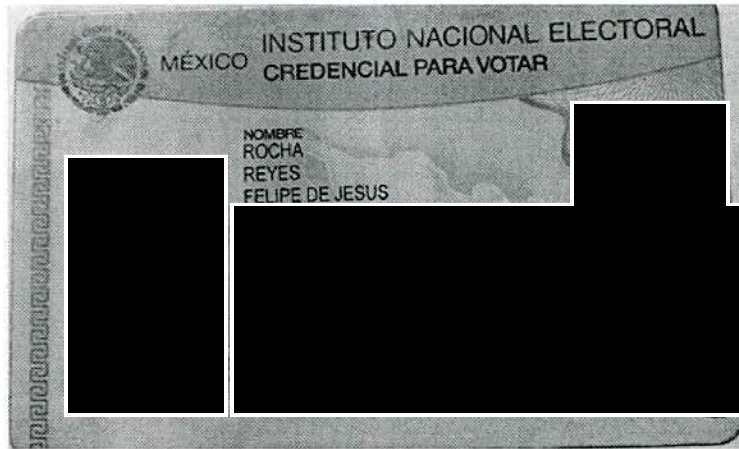 MÉXICO INSTITUTO NACIONAL ELECTORAL
CREDENCIAL PARA VOTAR
NOMBRE
ROCHA
REYES
FELIPE DE JESUS